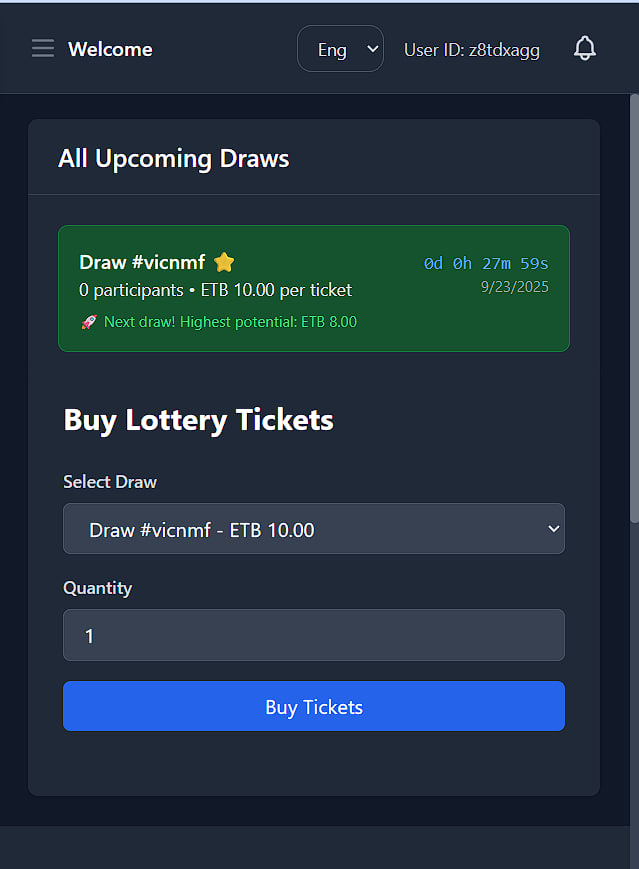 Welcome
Eng
User ID: z8tdxagg
All Upcoming Draws
Draw #vicnmf ⭐
0d 0h 27m 59s
0 participants • ETB 10.00 per ticket
9/23/2025
🚀 Next draw! Highest potential: ETB 8.00
Buy Lottery Tickets
Select Draw
Draw #vicnmf - ETB 10.00
Quantity
1
Buy Tickets